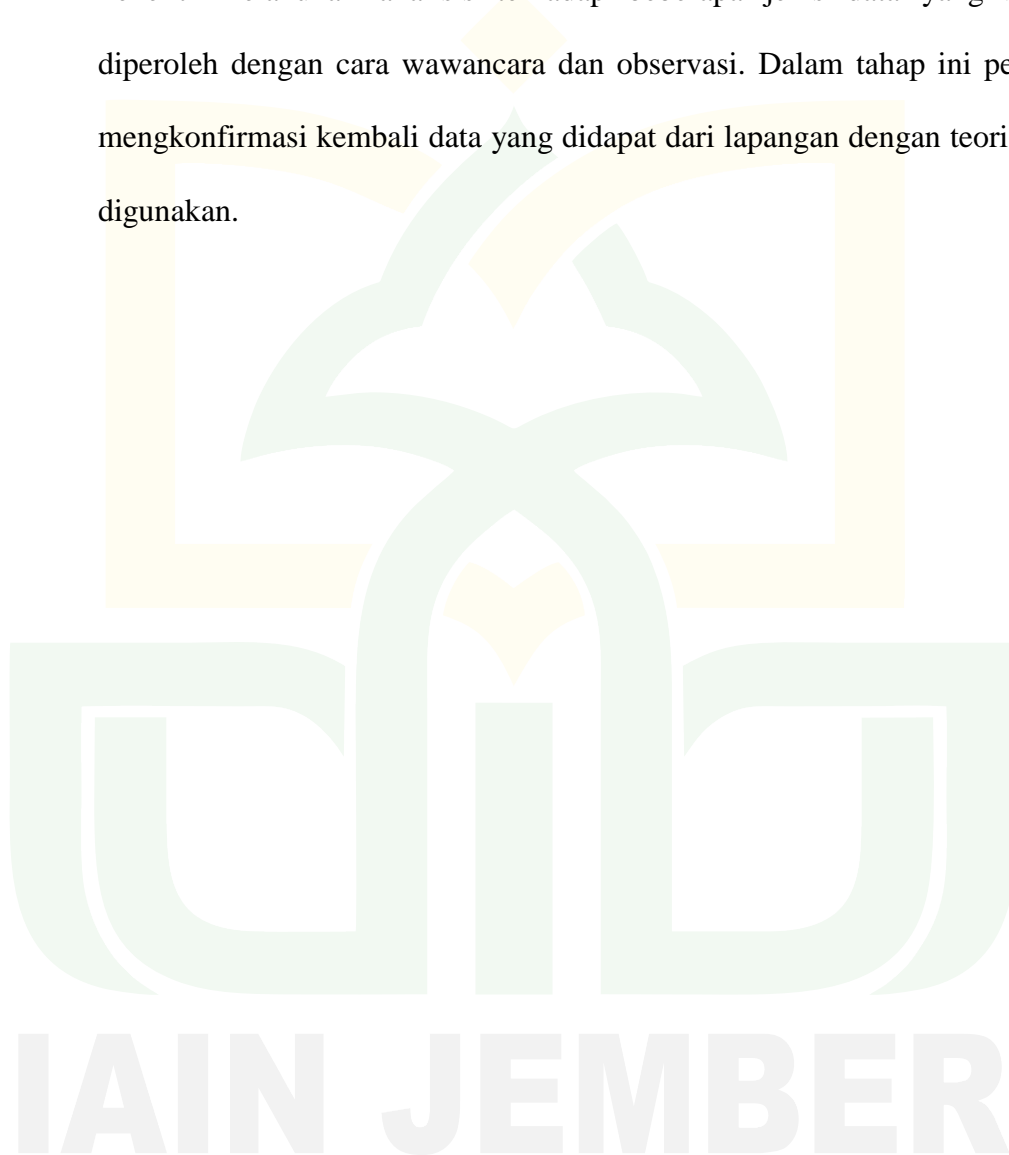 diperoleh dengan cara wawancara dan observasi. Dalam tahap ini
mengkonfirmasi kembali data yang didapat dari lapangan dengan teori
digunakan.
IAIN JEMBER